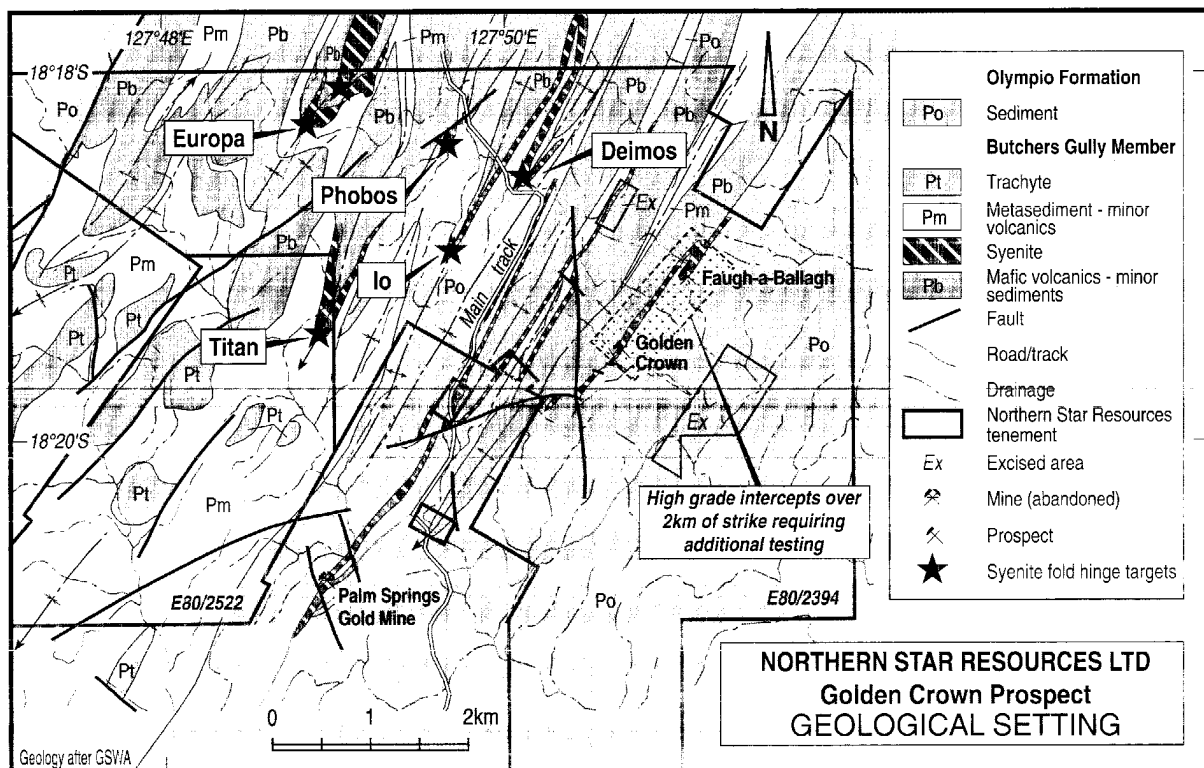 127°48'E
Pm
Pb
Pb
Pm
127°50'E
Po
18°18'S
Po
Pb
Pb
Pb
Pb
Europa
Phobos
Deimos
N
Ex
Pb
Pm
Pt
Pm
Pb
Io
Po
Main track
Faugh-a-Ballagh
Pt
Pt
Titan
Golden
Crown
Po
Pt
18°20'S
Pt
Ex
Pt
Pm
High grade intercepts over
2km of strike requiring
additional testing
Palm Springs
Gold Mine
E80/2522
Po
E80/2394
Pt
0 1 2km
Geology after GSWA
Olympio Formation
Po Sediment
Butchers Gully Member
Pt Trachyte
Pm Metasediment - minor
volcanics
Syenite
Pb Mafic volcanics - minor
sediments
Fault
Road/track
Drainage
Northern Star Resources
tenement
Ex Excised area
Mine (abandoned)
Prospect
Syenite fold hinge targets
NORTHERN STAR RESOURCES LTD
Golden Crown Prospect
GEOLOGICAL SETTING